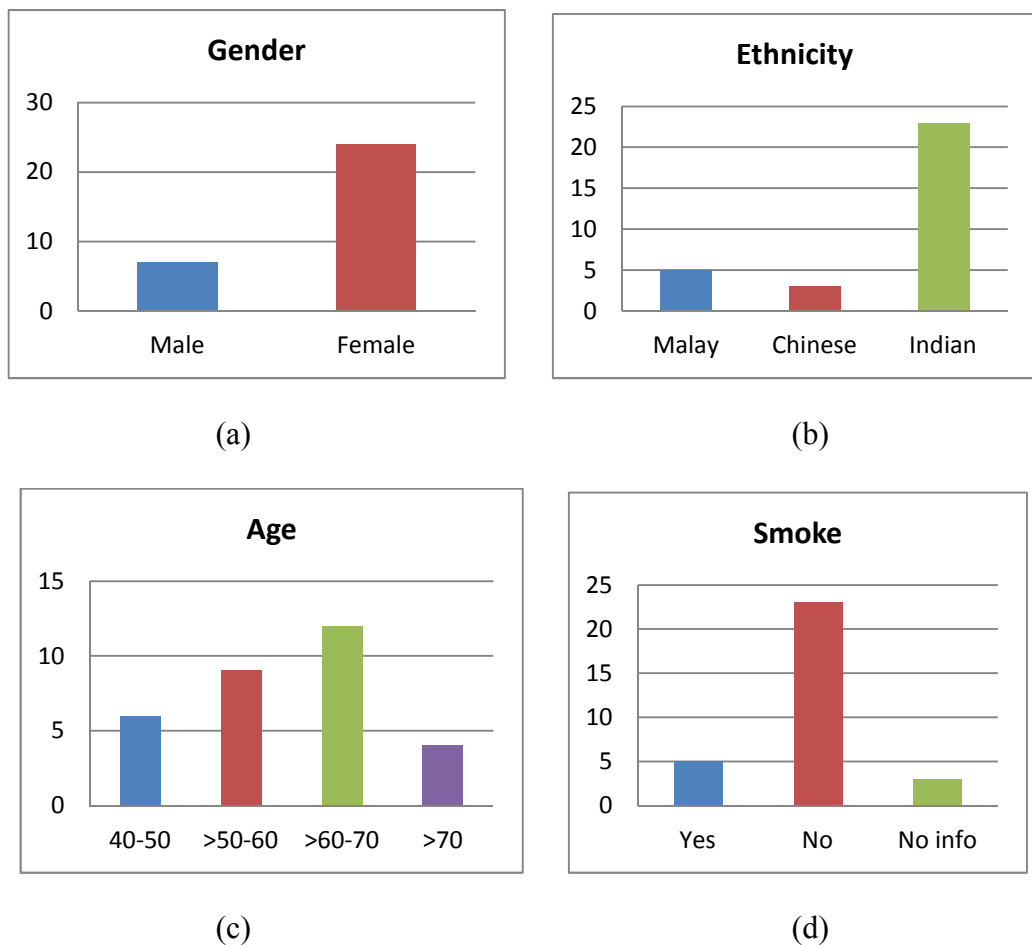 Gender
30
20
10
0
Male Female
(a)
Ethnicity
25
20
15
10
5
0
Malay Chinese Indian
(b)
Age
15
10
5
0
40-50 >50-60 >60-70 >70
(c)
Smoke
25
20
15
10
5
0
Yes No No info
(d)